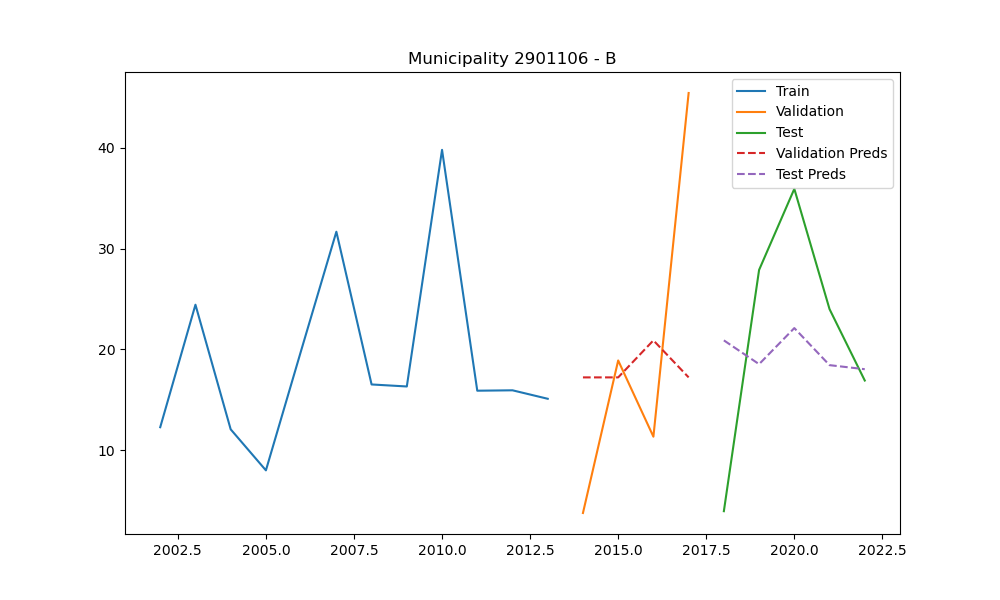 Municipality 2901106 - B
Train
Validation
Test
Validation Preds
Test Preds
40
30
20
10
2002.5 2005.0 2007.5 2010.0 2012.5 2015.0 2017.5 2020.0 2022.5